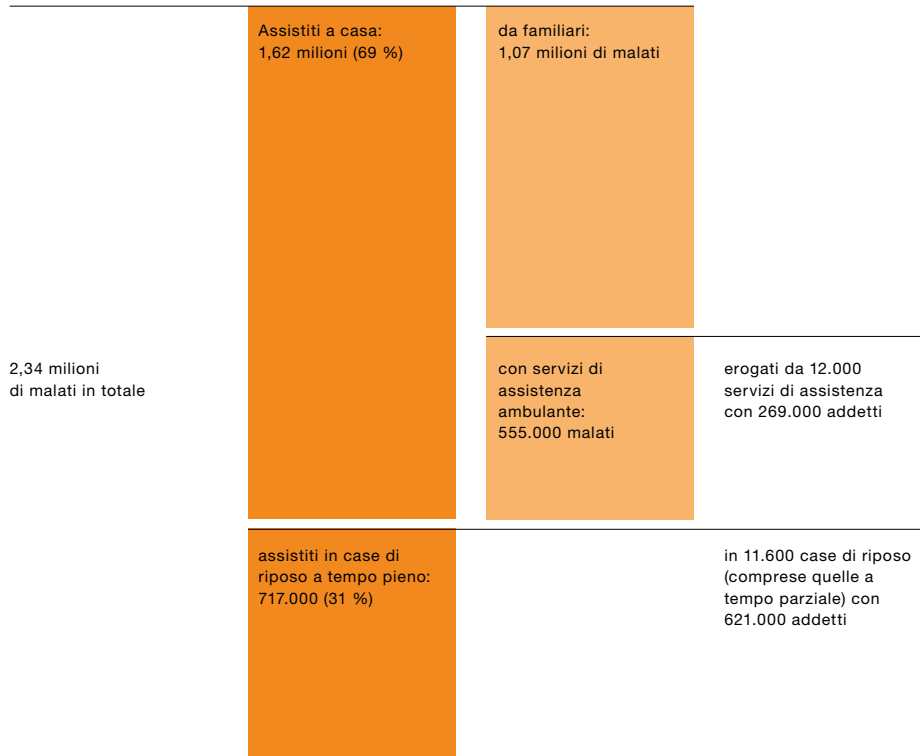 Assistiti a casa:
1,62 milioni (69 %)
da familiari:
1,07 milioni di malati
2,34 milioni
di malati in totale
con servizi di
assistenza
ambulante:
555.000 malati
erogati da 12.000
servizi di assistenza
con 269.000 addetti
assistiti in case di
riposo a tempo pieno:
717.000 (31 %)
in 11.600 case di riposo
(comprese quelle a
tempo parziale) con
621.000 addetti